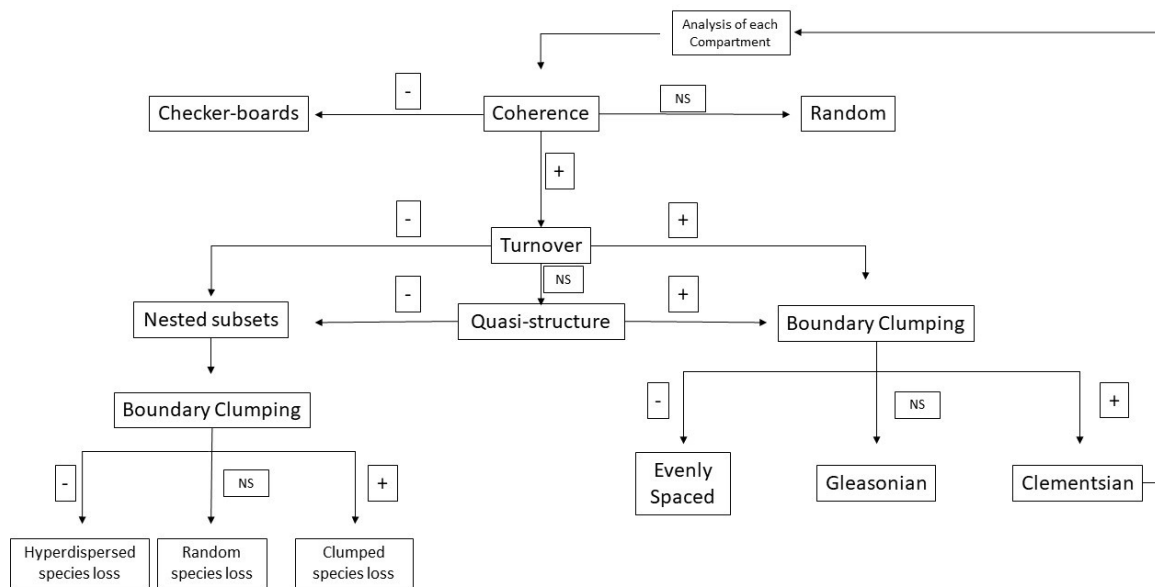 Analysis of each
Compartment
-
NS
Checker-boards
Coherence
Random
+
-
+
Turnover
NS
-
+
Nested subsets
Quasi-structure
Boundary Clumping
Boundary Clumping
-
NS
+
Evenly
Spaced
Gleasonian
Clementsian
-
NS
+
Hyperdispersed
species loss
Random
species loss
Clumped
species loss